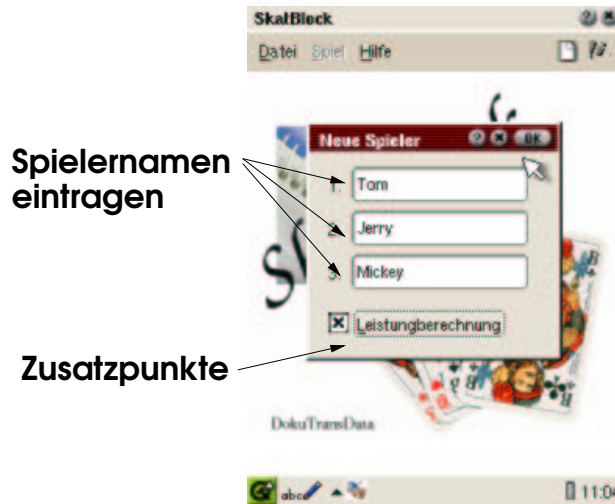 SkatBlock
Datei Spiel Hilfe
Neue Spieler OK
Spielernamen
eintragen
1. Tom
2. Jerry
3. Mickey
Leistungberechnung
Zusatzpunkte
DokuTransData
abc 11:04